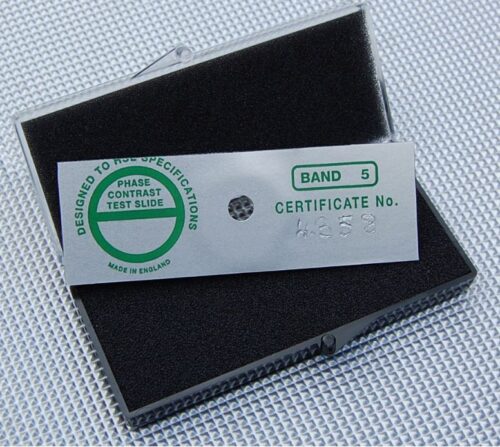 DESIGNED TO HSE SPECIFICATIONS
PHASE
CONTRAST
TEST SLIDE
MADE IN ENGLAND
BAND 5
CERTIFICATE No.